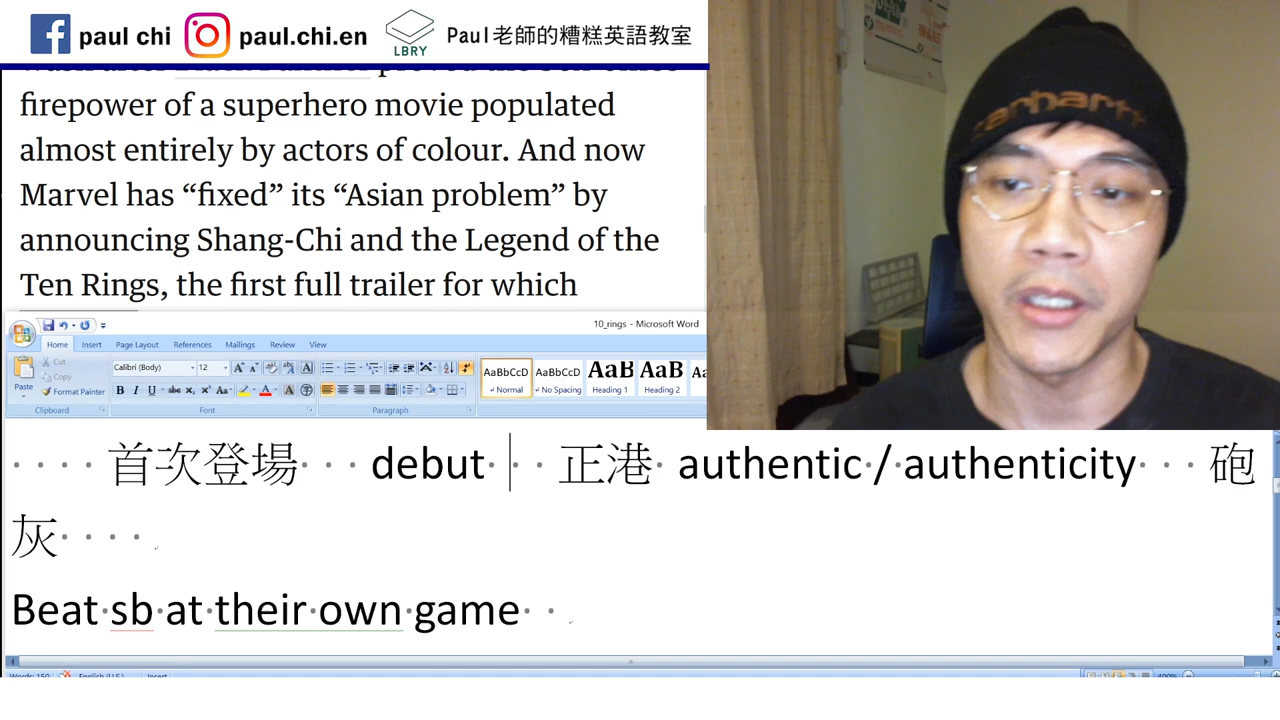 paul chi paul.chi.en LBRY Paul老師的糟糕英語教室
firepower of a superhero movie populated
almost entirely by actors of colour. And now
Marvel has “fixed” its “Asian problem” by
announcing Shang-Chi and the Legend of the
Ten Rings, the first full trailer for which
carhartt
10_rings - Microsoft Word
Home Insert Page Layout References Mailings Review View
Cut
Copy
Format Painter
Paste
Calibri (Body) 12
AaBbCcD AaBbCcD AaB AaB
Normal No Spacing Heading 1 Heading 2
Clipboard Font Paragraph
首次登場 debut 正港 authentic / authenticity 砲
灰
Beat sb at their own game